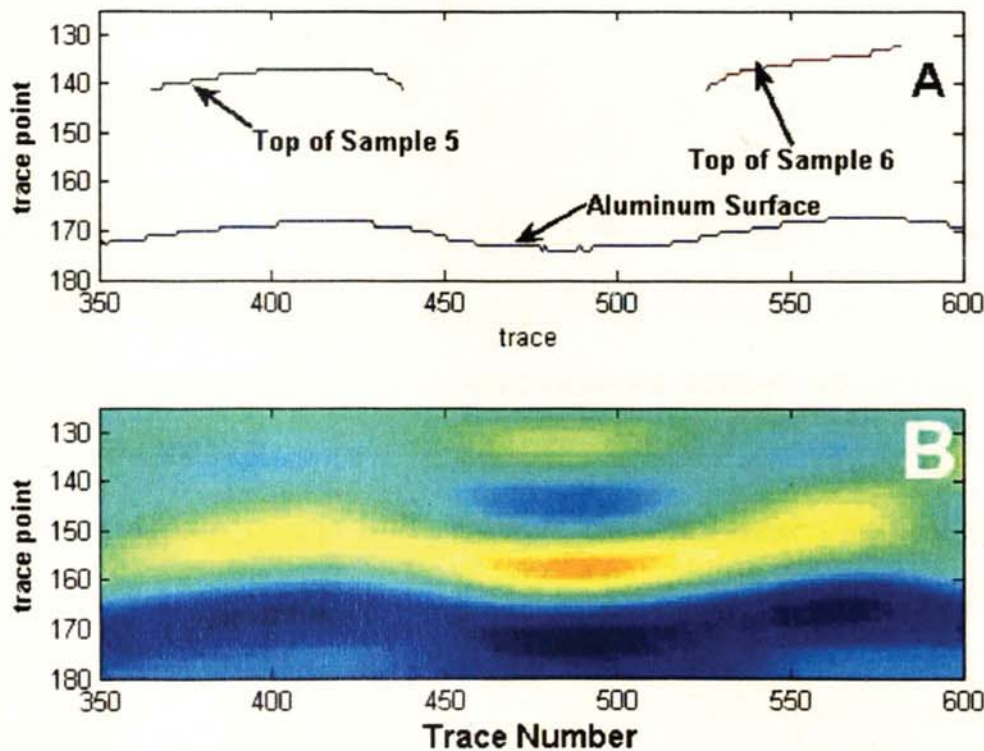 130
A
140
Top of Sample 5
Top of Sample 6
150
160
Aluminum Surface
170
180
trace point
350 400 450 500 550 600
trace
B
130
140
150
160
170
180
trace point
350 400 450 500 550 600
Trace Number